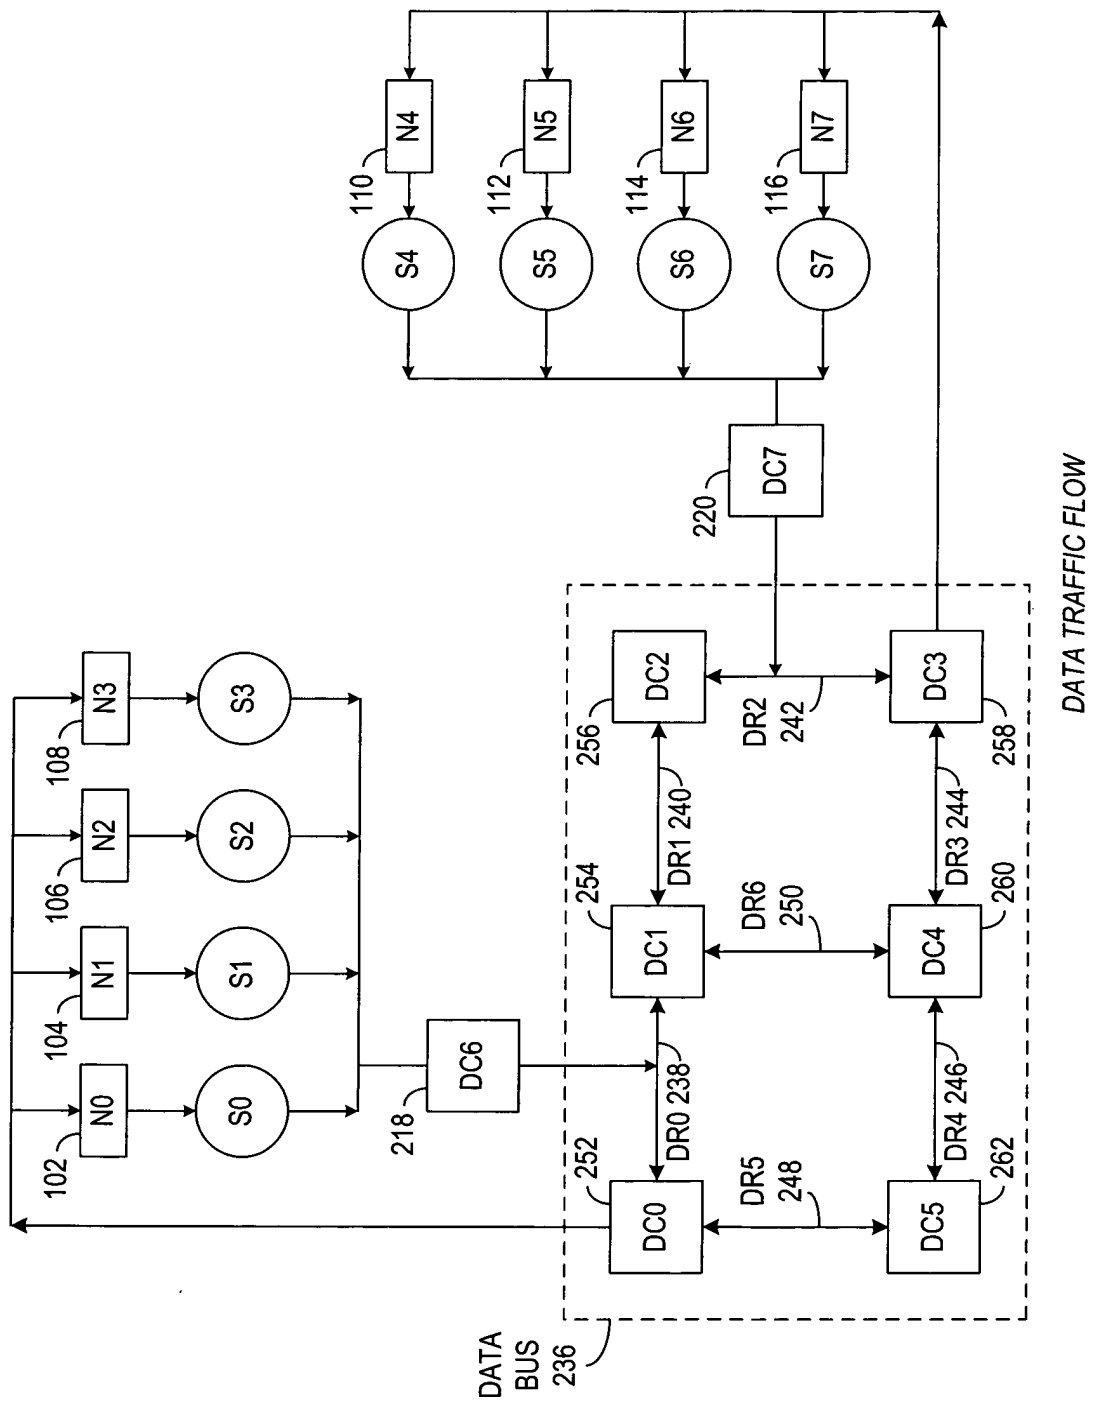 102
N0
104
N1
106
N2
108
N3
S0
S1
S2
S3
110
N4
112
N5
114
N6
116
N7
S4
S5
S6
S7
218
DC6
220
DC7
DATA
BUS
236
252
DC0
254
DC1
256
DC2
DR0 238
DR1 240
DR5
248
DR6
250
DR2
242
DC5
262
DC4
260
DC3
258
DR4 246
DR3 244
DATA TRAFFIC FLOW